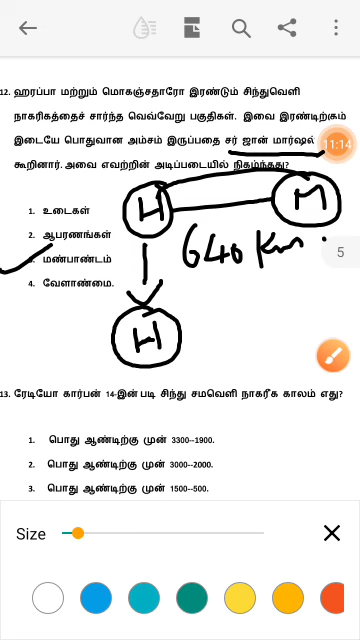 12. ஹரப்பா மற்றும் மொகஞ்சதாரோ இரண்டும் சிந்துவெளி
நாகரிகத்தைச் சார்ந்த வெவ்வேறு பகுதிகள். இவை இரண்டிற்கும்
இடையே பொதுவான அம்சம் இருப்பதை சர் ஜான் மார்ஷல்
11:14
கூறினார். அவை எவற்றின் அடிப்படையில் நிகழ்ந்தது?
H M
1. உடைகள்
2. ஆபரணங்கள்
640 Km
5
மண்பாண்டம்
4. வேளாண்மை.
H
13. ரேடியோ கார்பன் 14-இன் படி சிந்து சமவெளி நாகரீக காலம் எது?
1. பொது ஆண்டிற்கு முன் 3300–1900.
2. பொது ஆண்டிற்கு முன் 3000–2000.
3. பொது ஆண்டிற்கு முன் 1500–500.
Size